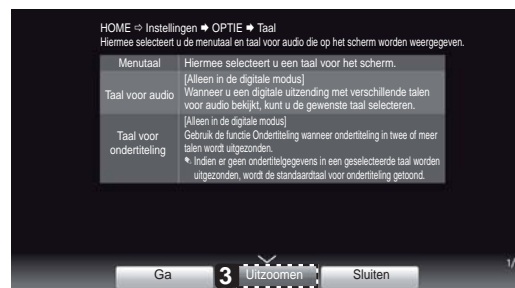 HOME ⇨ Instellingen ➡ OPTIE ➡ Taal
Hiermee selecteert u de menutaal en taal voor audio die op het scherm worden weergegeven.
Menutaal
Hiermee selecteert u een taal voor het scherm.
Taal voor audio
[Alleen in de digitale modus]
Wanneer u een digitale uitzending met verschillende talen
voor audio bekijkt, kunt u de gewenste taal selecteren.
Taal voor
ondertiteling
[Alleen in de digitale modus]
Gebruik de functie Ondertiteling wanneer ondertiteling in twee of meer
talen wordt uitgezonden.
Indien er geen ondertitelgegevens in een geselecteerde taal worden
uitgezonden, wordt de standaardtaal voor ondertiteling getoond.
Ga
3
Uitzoomen
Sluiten
1/